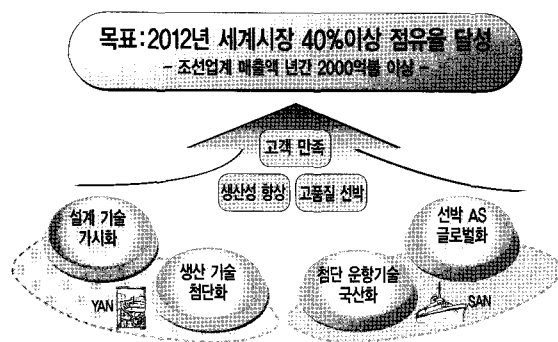 목표:2012년 세계시장 40%이상 점유율 달성
- 조선업계 매출액 년간 2000억불 이상 -
고객 만족
생산성 향상 고품질 선박
설계 기술
가시화
생산 기술
첨단화
첨단 운항기술
국산화
선박 AS
글로벌화
YAN
SAN